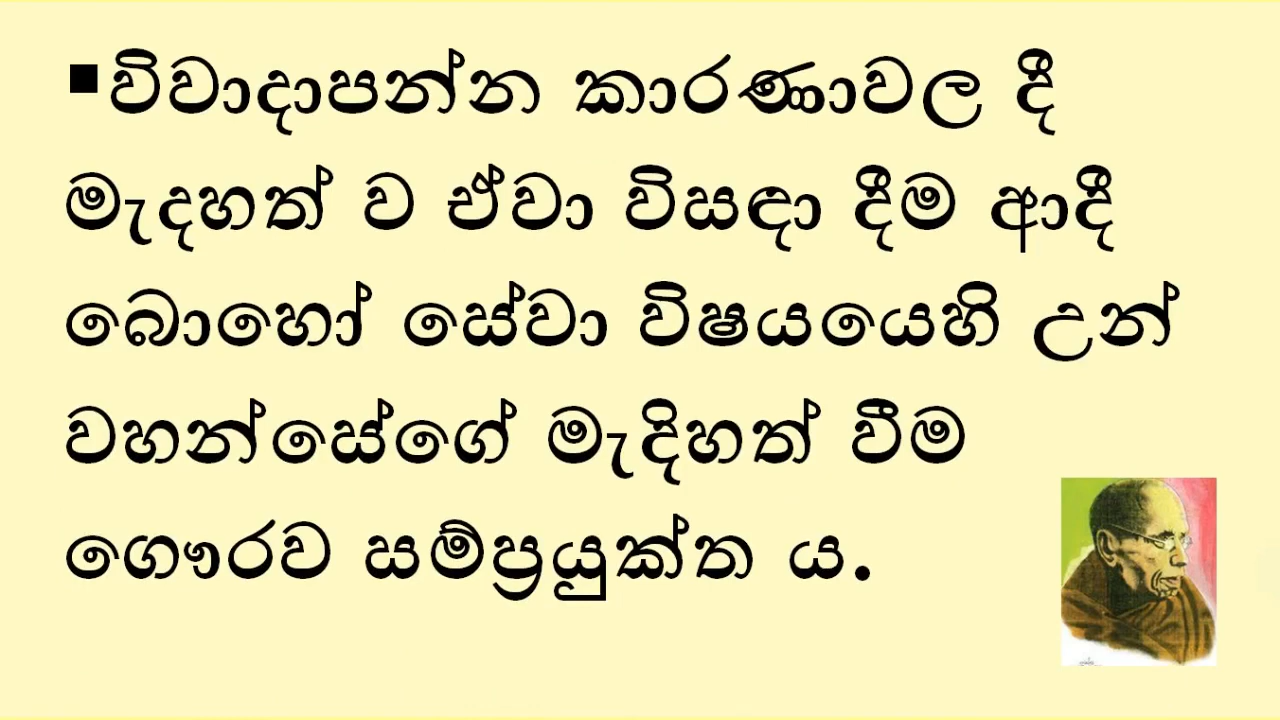 ▪විවාදාපන්න කාරණාවල දී
මැදහත් ව ඒවා විසඳා දීම ආදී
බොහෝ සේවා විෂයයෙහි උන්
වහන්සේගේ මැදිහත් වීම
ගෞරව සම්ප්‍රයුක්ත ය.